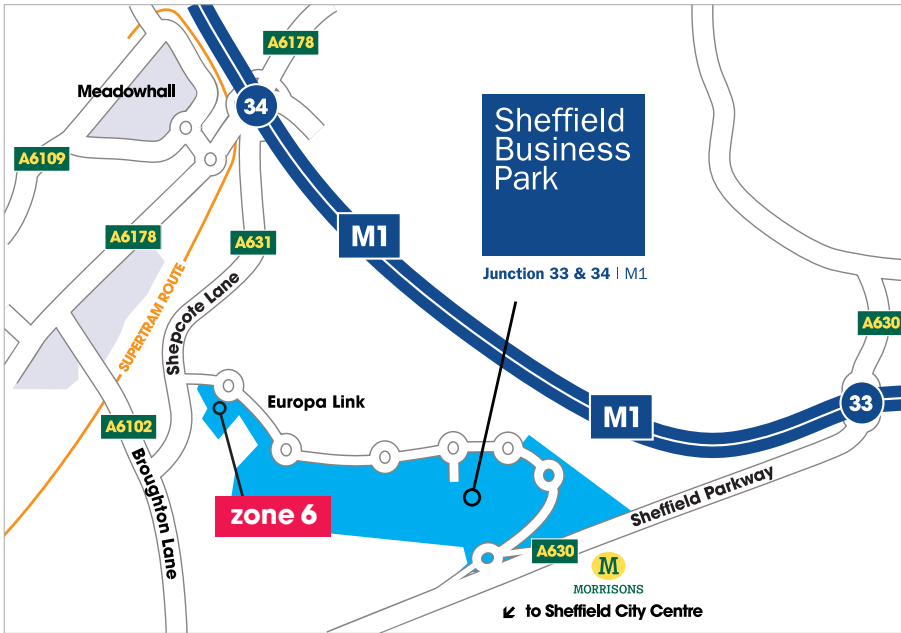 A6178
Meadowhall
34
A6109
Sheffield
Business
Park
A6178
A631
M1
Junction 33 & 34 | M1
SUPERTRAM ROUTE
Shepcote Lane
A630
Europa Link
33
M1
A6102
Broughton Lane
zone 6
Sheffield Parkway
A630
M
MORRISONS
↙ to Sheffield City Centre